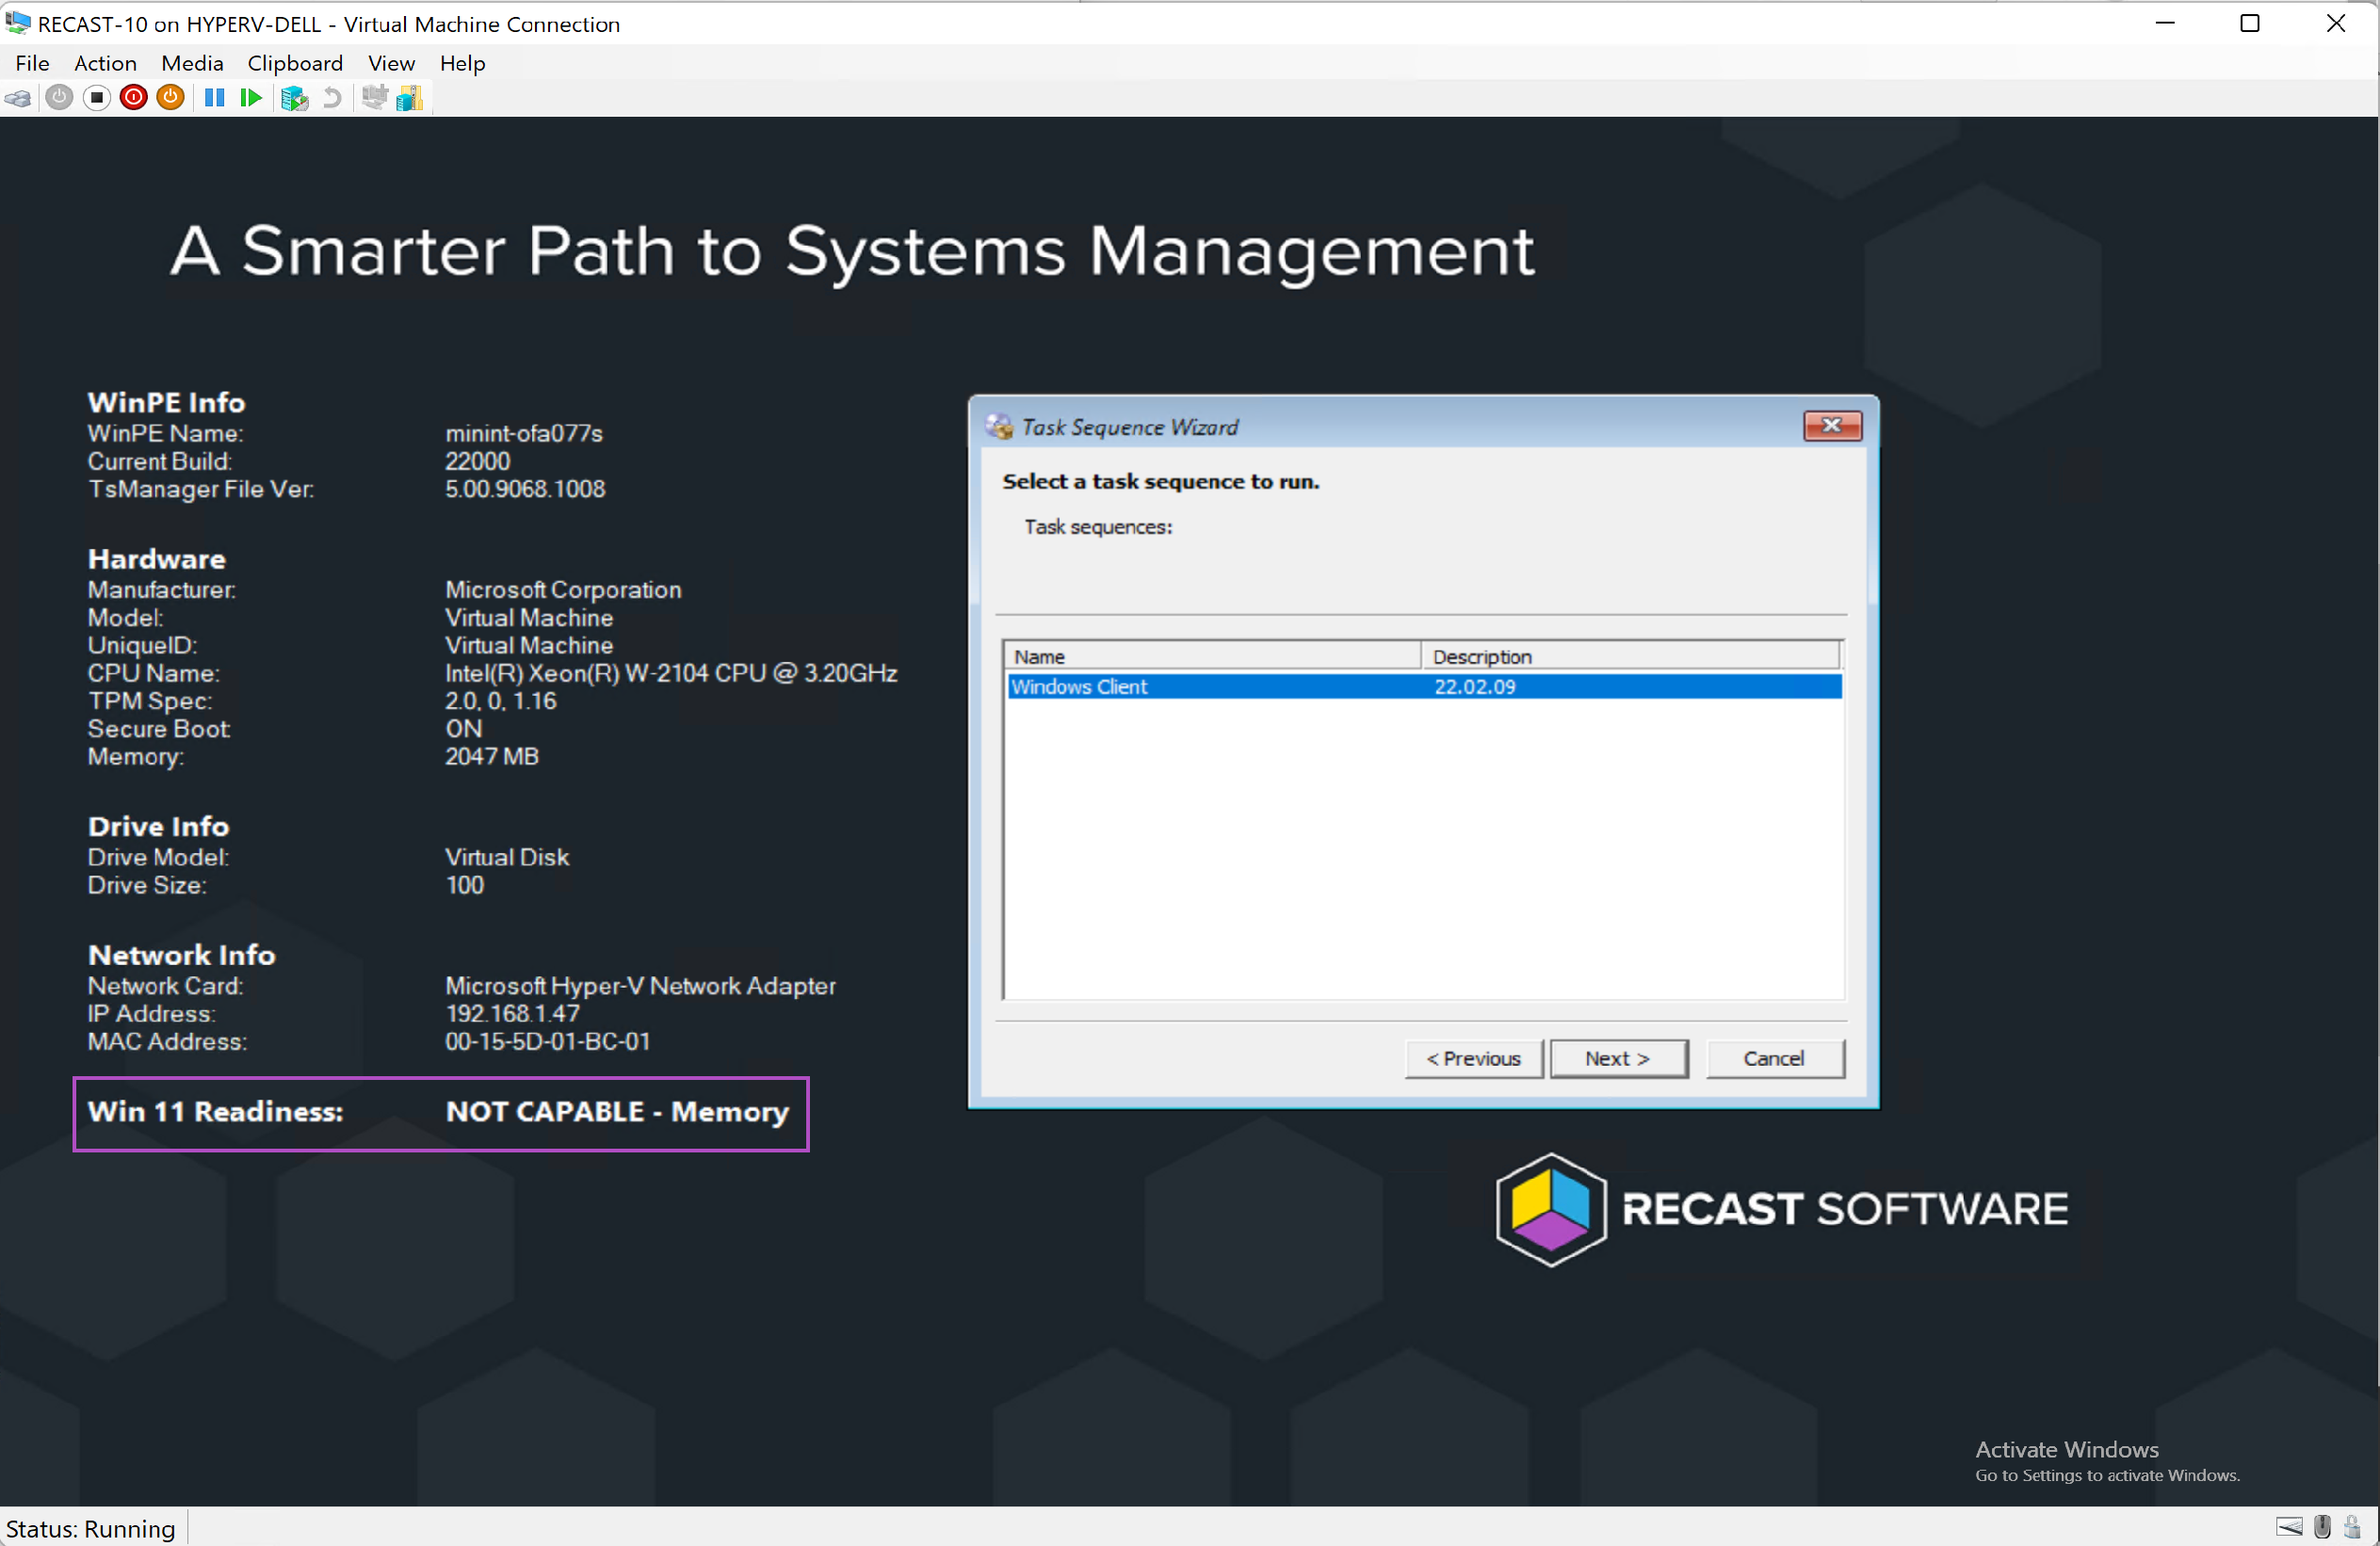 RECAST-10 on HYPERV-DELL - Virtual Machine Connection
File Action Media Clipboard View Help
A Smarter Path to Systems Management
WinPE Info
WinPE Name: minint-ofa077s
Current Build: 22000
TsManager File Ver: 5.00.9068.1008
Hardware
Manufacturer: Microsoft Corporation
Model: Virtual Machine
UniqueID: Virtual Machine
CPU Name: Intel(R) Xeon(R) W-2104 CPU @ 3.20GHz
TPM Spec: 2.0, 0, 1.16
Secure Boot: ON
Memory: 2047 MB
Drive Info
Drive Model: Virtual Disk
Drive Size: 100
Network Info
Network Card: Microsoft Hyper-V Network Adapter
IP Address: 192.168.1.47
MAC Address: 00-15-5D-01-BC-01
Win 11 Readiness: NOT CAPABLE - Memory
Task Sequence Wizard
Select a task sequence to run.
Task sequences:
Name Description
Windows Client 22.02.09
< Previous Next > Cancel
RECAST SOFTWARE
Activate Windows
Go to Settings to activate Windows.
Status: Running